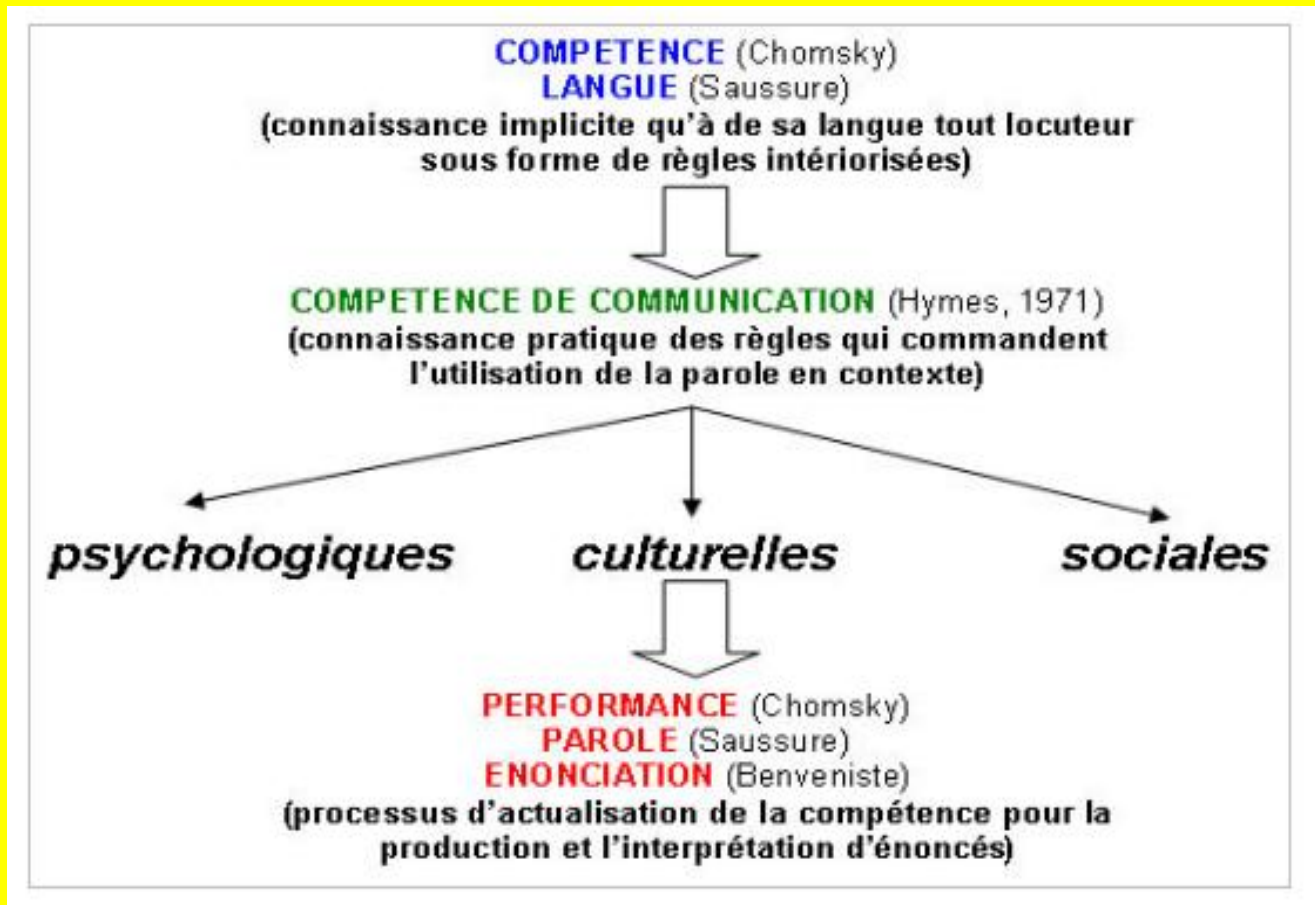 COMPETENCE (Chomsky)
LANGUE (Saussure)
(connaissance implicite qu'à de sa langue tout locuteur
sous forme de règles intériorisées)
COMPETENCE DE COMMUNICATION (Hymes, 1971)
(connaissance pratique des règles qui commandent
l'utilisation de la parole en contexte)
psychologiques culturelles sociales
PERFORMANCE (Chomsky)
PAROLE (Saussure)
ENONCIATION (Benveniste)
(processus d'actualisation de la compétence pour la
production et l'interprétation d'énoncés)